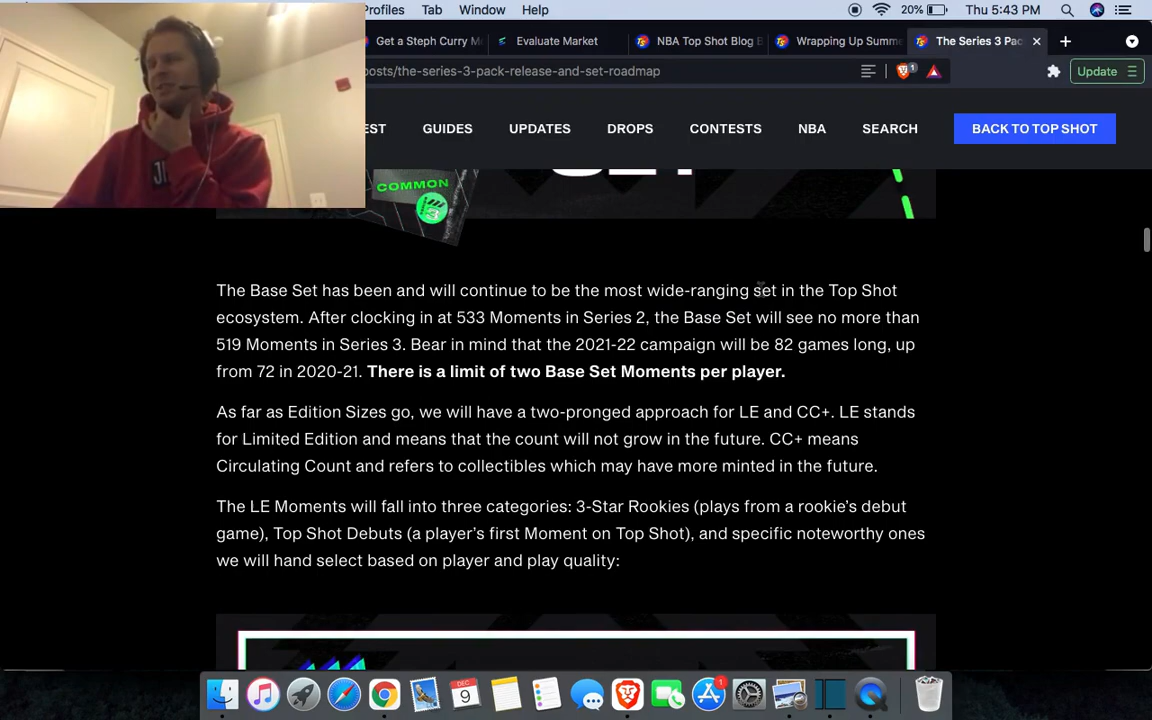 Profiles Tab Window Help 20% Thu 5:43 PM
Get a Steph Curry M Evaluate Market NBA Top Shot Blog Wrapping Up Summ The Series 3 Pac
posts/the-series-3-pack-release-and-set-roadmap 1 Update
EST GUIDES UPDATES DROPS CONTESTS NBA SEARCH BACK TO TOP SHOT
COMMON
3
The Base Set has been and will continue to be the most wide-ranging set in the Top Shot
ecosystem. After clocking in at 533 Moments in Series 2, the Base Set will see no more than
519 Moments in Series 3. Bear in mind that the 2021-22 campaign will be 82 games long, up
from 72 in 2020-21. There is a limit of two Base Set Moments per player.
As far as Edition Sizes go, we will have a two-pronged approach for LE and CC+. LE stands
for Limited Edition and means that the count will not grow in the future. CC+ means
Circulating Count and refers to collectibles which may have more minted in the future.
The LE Moments will fall into three categories: 3-Star Rookies (plays from a rookie’s debut
game), Top Shot Debuts (a player’s first Moment on Top Shot), and specific noteworthy ones
we will hand select based on player and play quality:
DEC
9
1